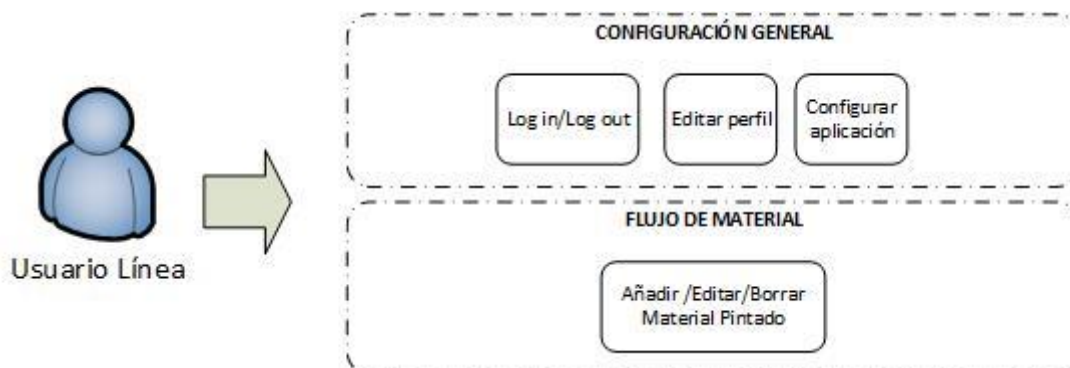 CONFIGURACIÓN GENERAL
Log in/Log out
Editar perfil
Configurar
aplicación
Usuario Línea
FLUJO DE MATERIAL
Añadir /Editar/Borrar
Material Pintado